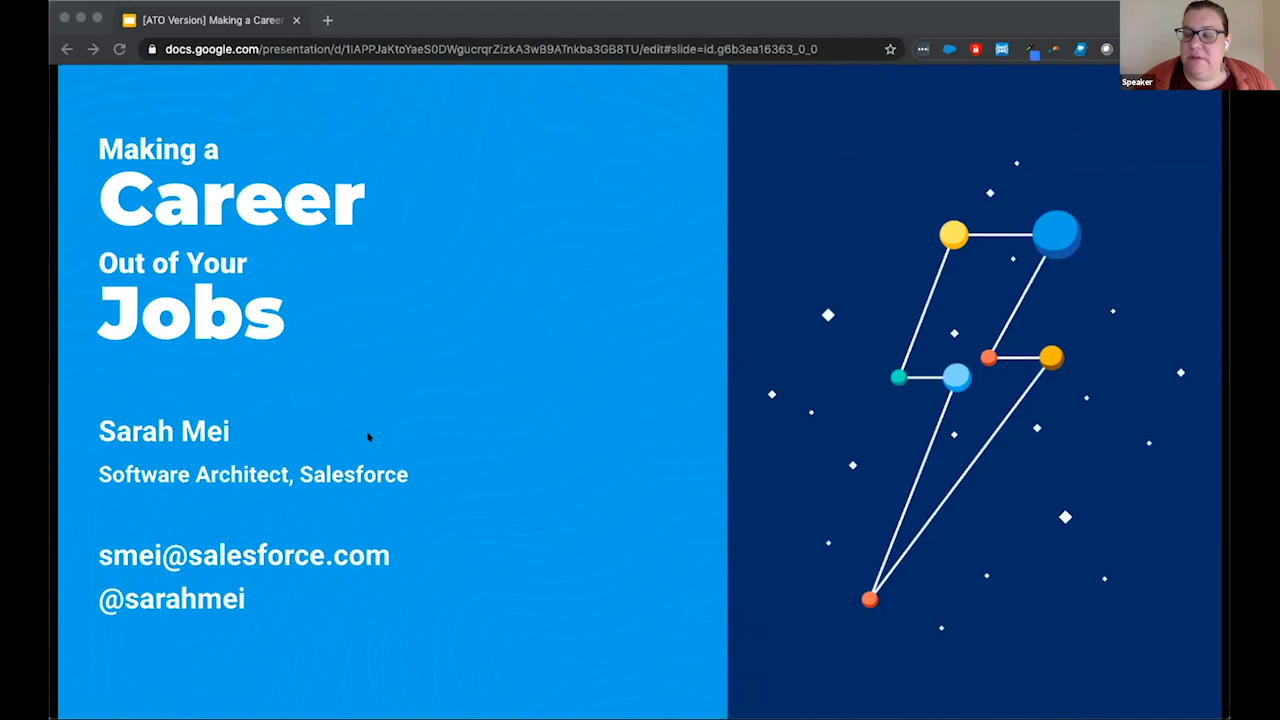 [ATO Version] Making a Career
docs.google.com/presentation/d/1IAPPJaKtoYaeS0DWgucrqrZizkA3wB9ATnkba3GB8TU/edit#slide=id.g6b3ea16363_0_0
Speaker
Making a
Career
Out of Your
Jobs
Sarah Mei
Software Architect, Salesforce
smei@salesforce.com
@sarahmei